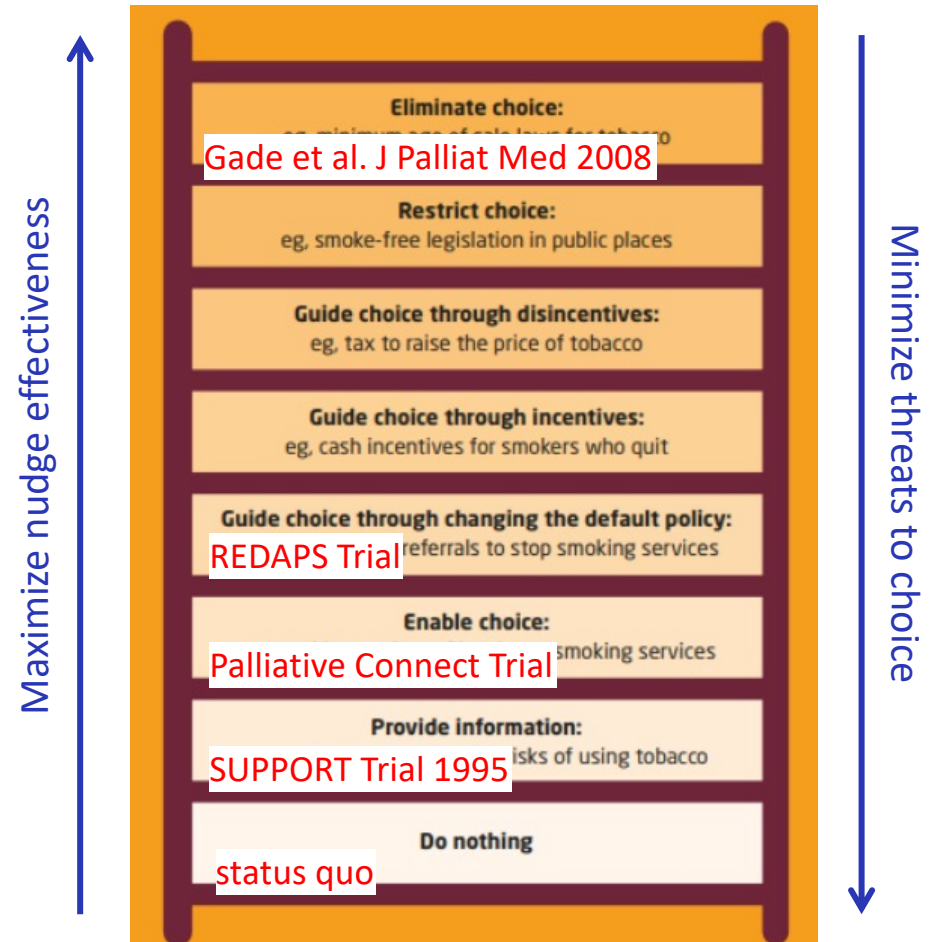 Maximize nudge effectiveness
Eliminate choice:
Gade et al. J Palliat Med 2008
Restrict choice:
eg, smoke-free legislation in public places
Guide choice through disincentives:
eg, tax to raise the price of tobacco
Guide choice through incentives:
eg, cash incentives for smokers who quit
Guide choice through changing the default policy:
REDAPS Trial referrals to stop smoking services
Enable choice:
Palliative Connect Trial smoking services
Provide information:
SUPPORT Trial 1995 isks of using tobacco
Do nothing
status quo
Minimize threats to choice